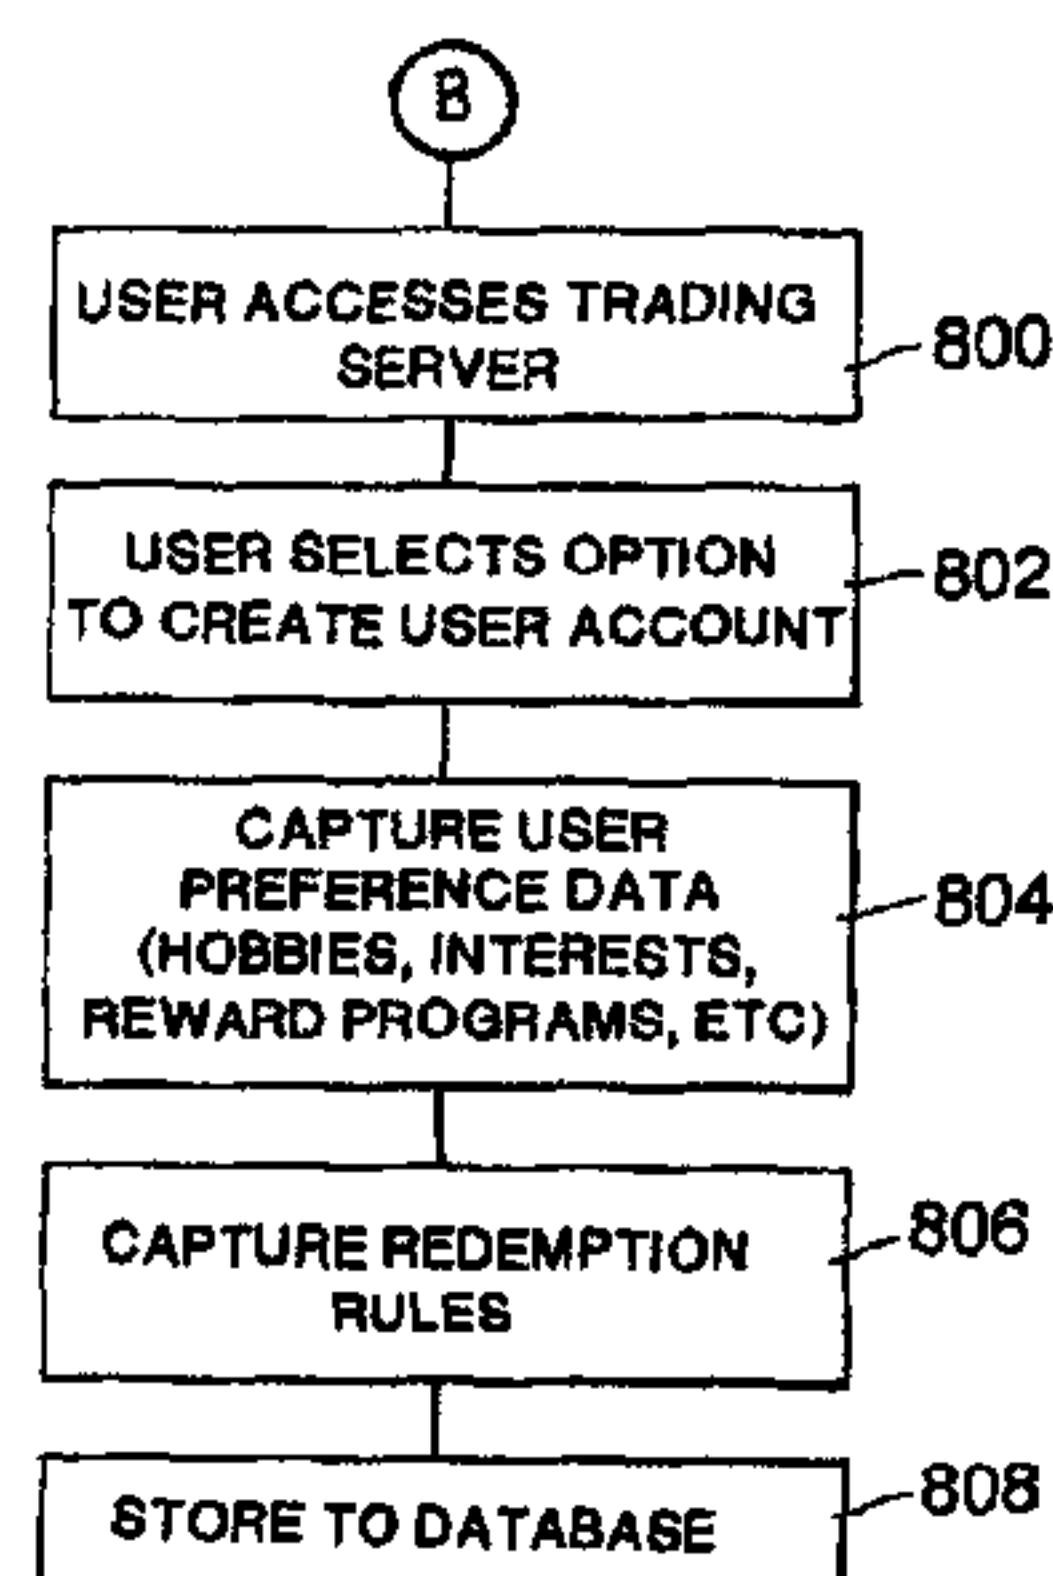 B
USER ACCESSES TRADING
SERVER
800
USER SELECTS OPTION
TO CREATE USER ACCOUNT
802
CAPTURE USER
PREFERENCE DATA
(HOBBIES, INTERESTS,
REWARD PROGRAMS, ETC)
804
CAPTURE REDEMPTION
RULES
806
STORE TO DATABASE
808